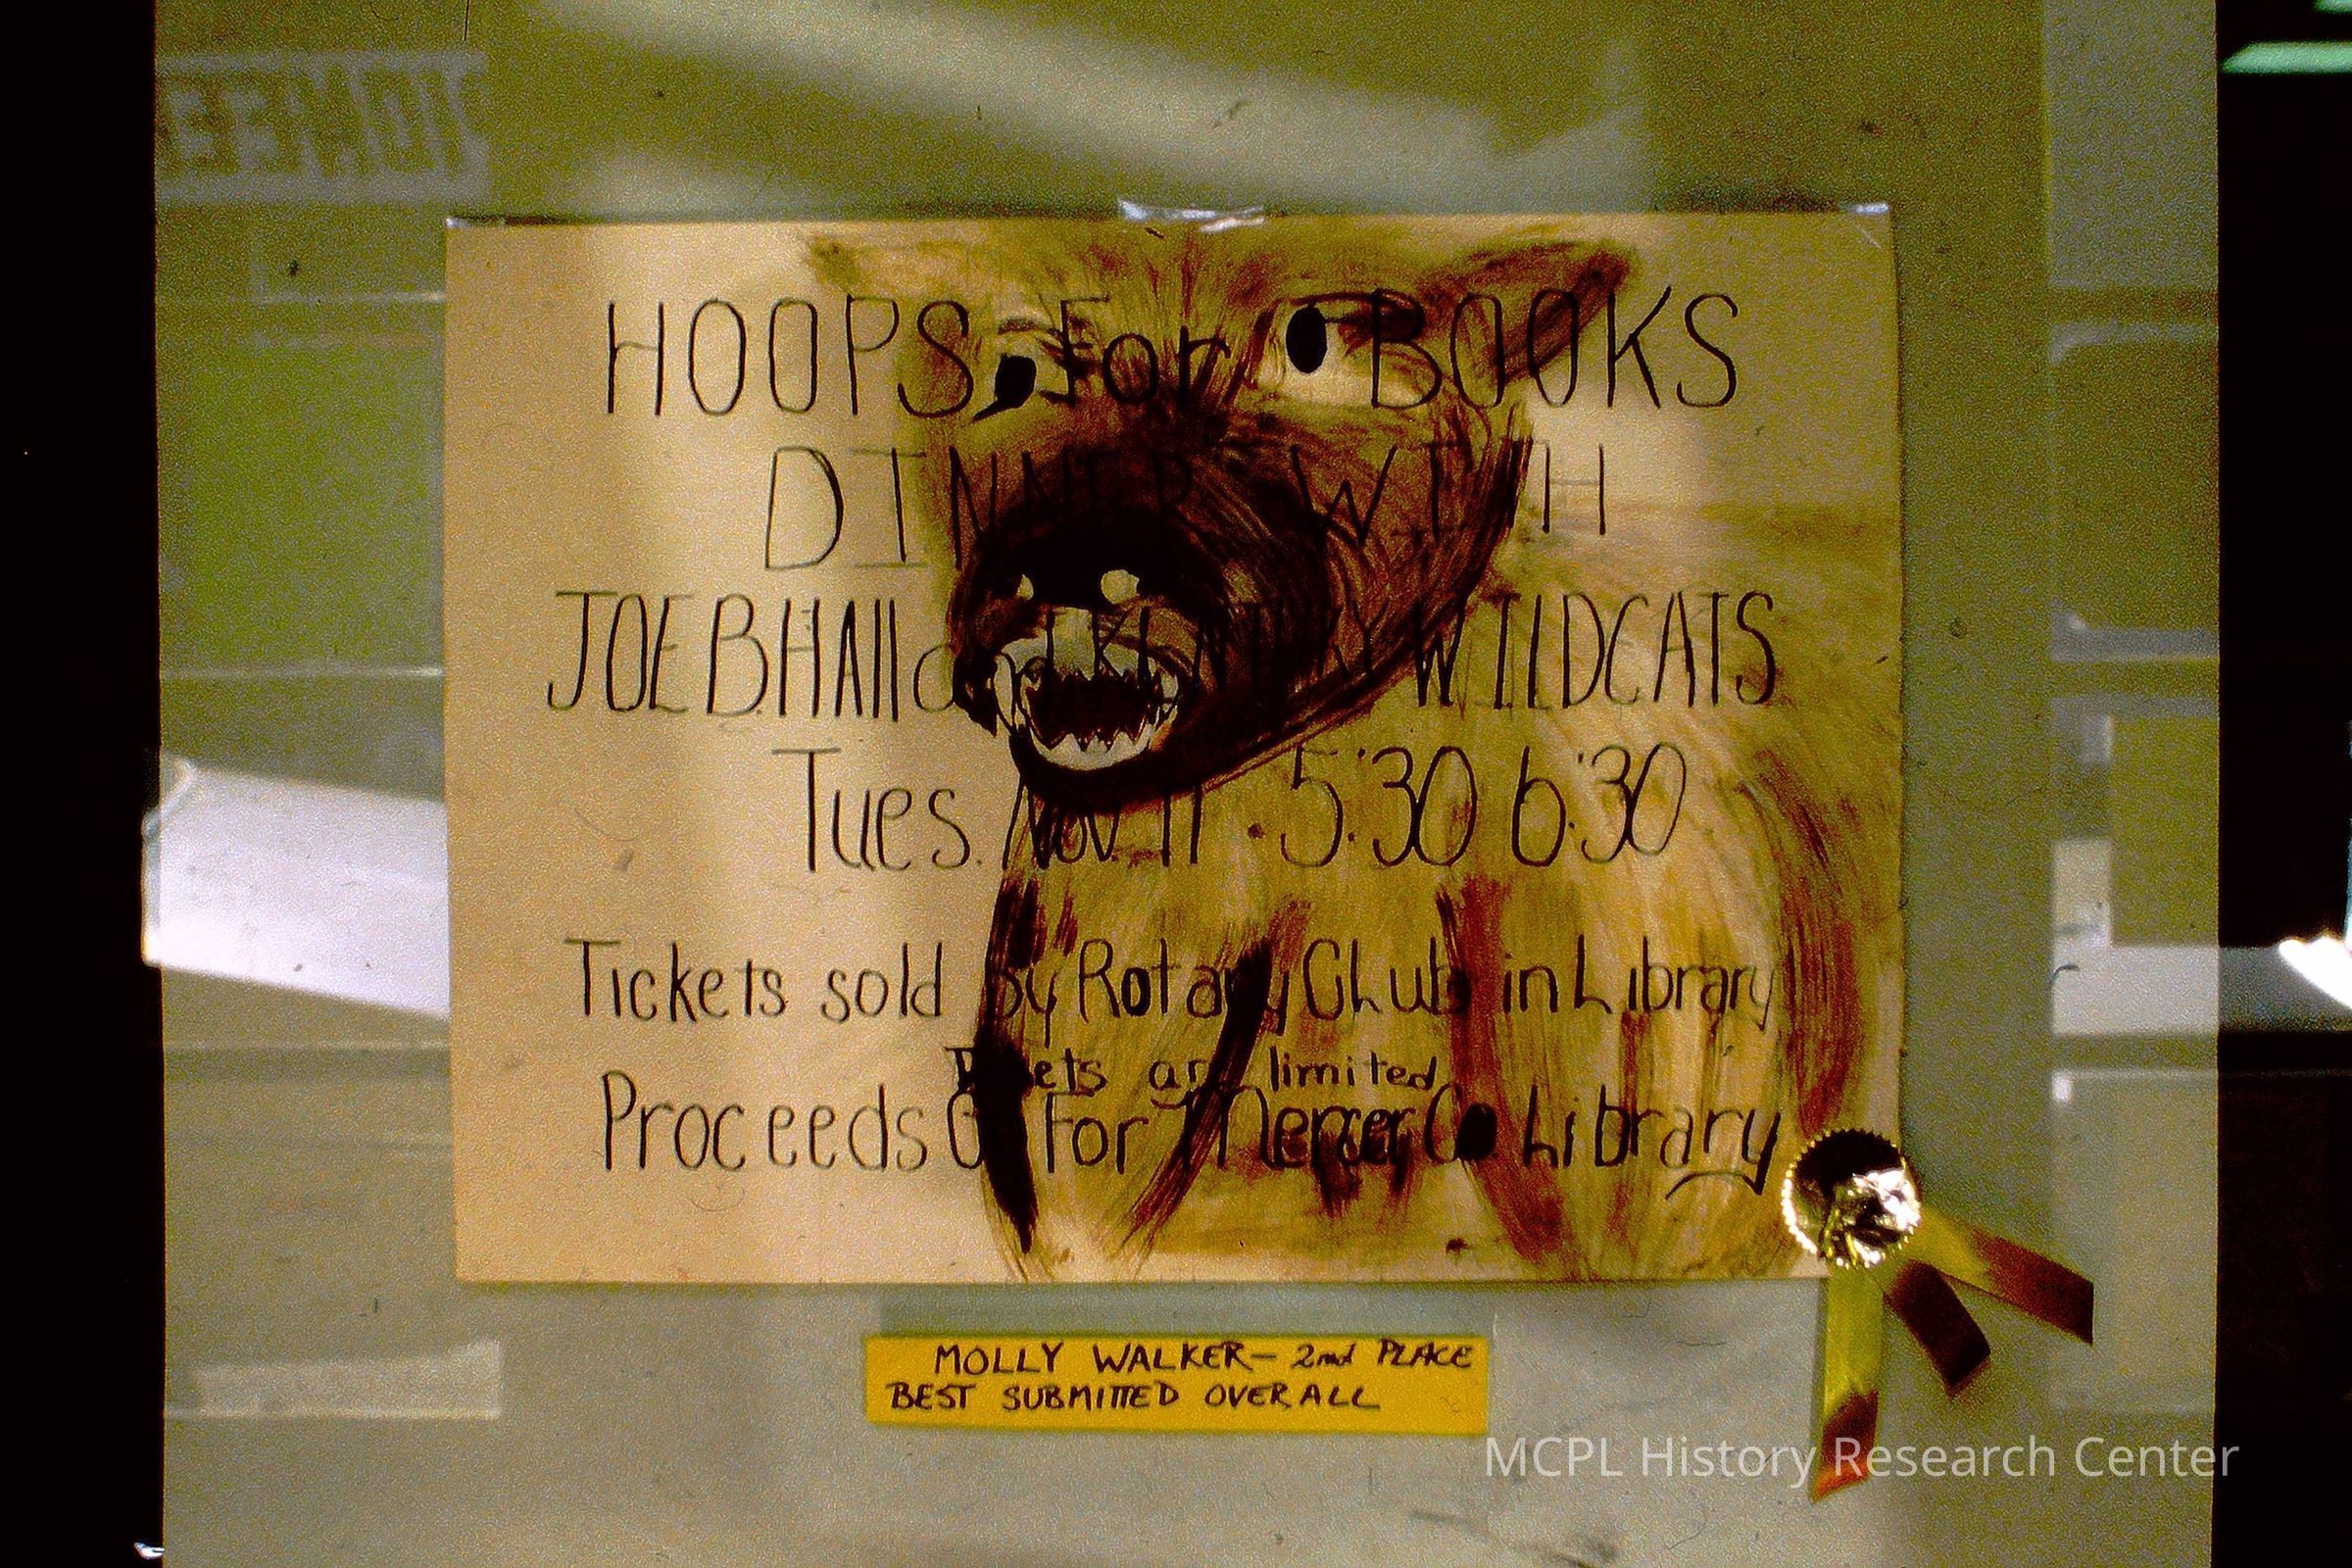 HOOPS For BOOKS
DINNER WITH
JOE B. HAll and KENTUCKY WILDCATS
Tues. Nov. 11 . 5:30 6:30
Tickets sold by Rotary Club in Library
Tickets are limited
Proceeds Go For Mercer Co Library
MOLLY WALKER - 2nd PLACE
BEST SUBMITTED OVERALL
MCPL History Research Center